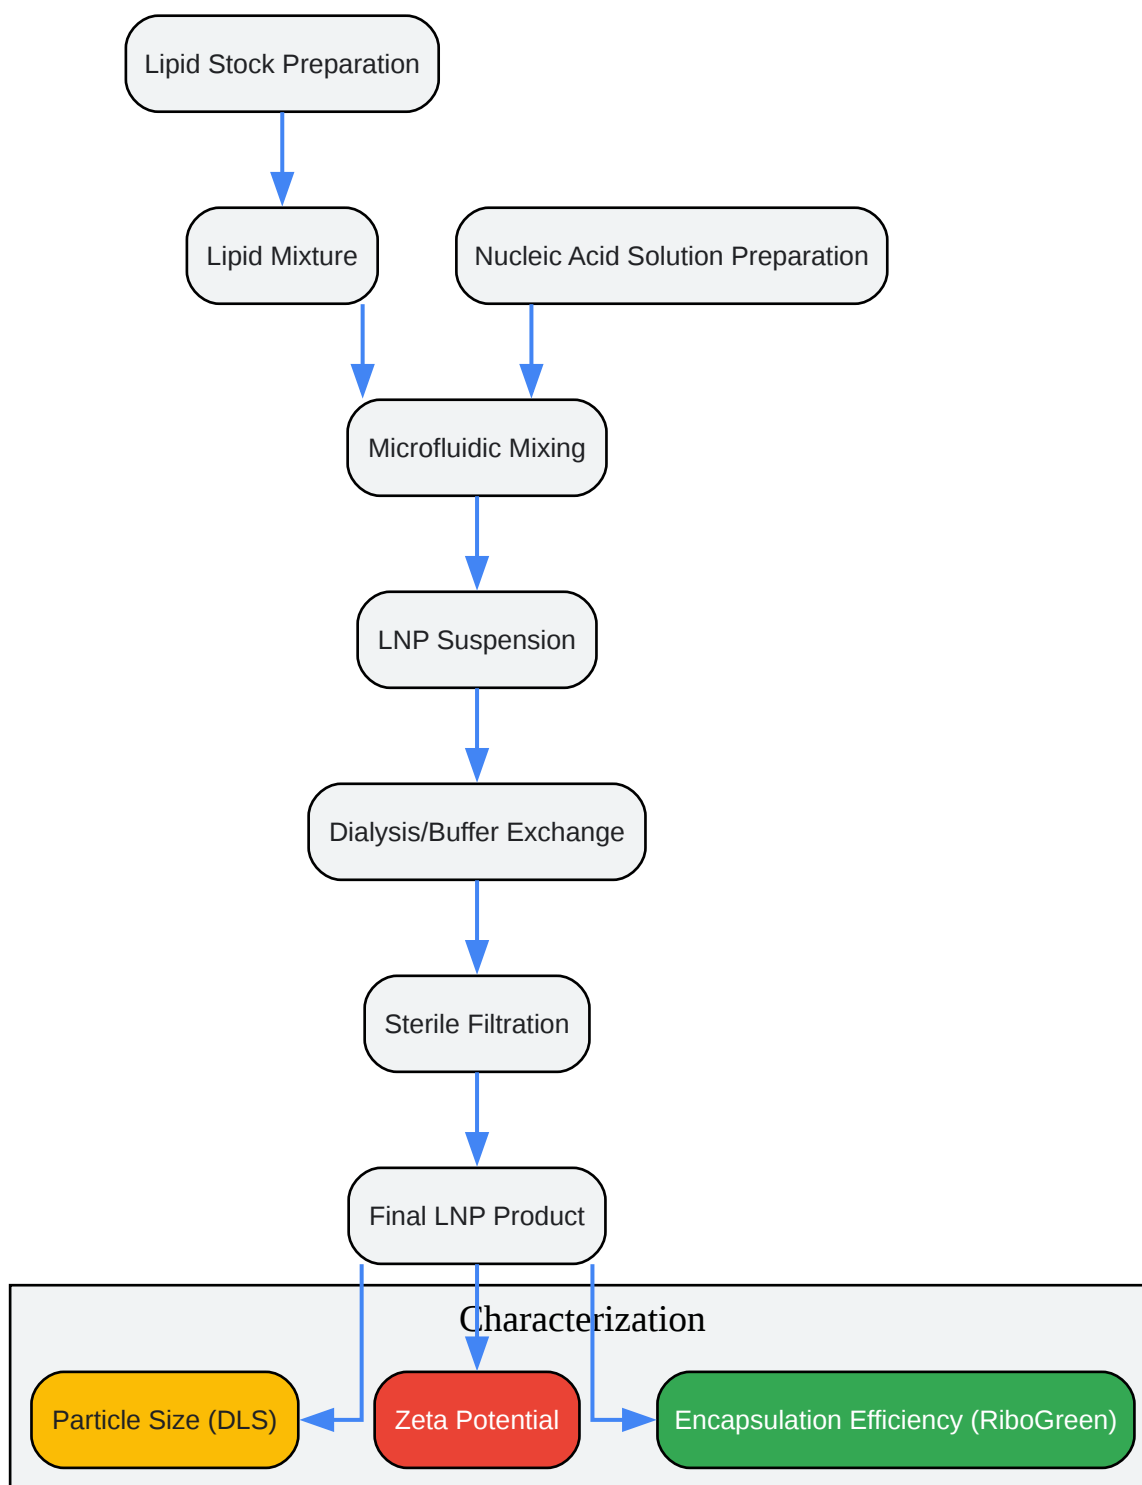 Lipid Stock Preparation
Lipid Mixture
Nucleic Acid Solution Preparation
Microfluidic Mixing
LNP Suspension
Dialysis/Buffer Exchange
Sterile Filtration
Final LNP Product
Characterization
Particle Size (DLS)
Zeta Potential
Encapsulation Efficiency (RiboGreen)